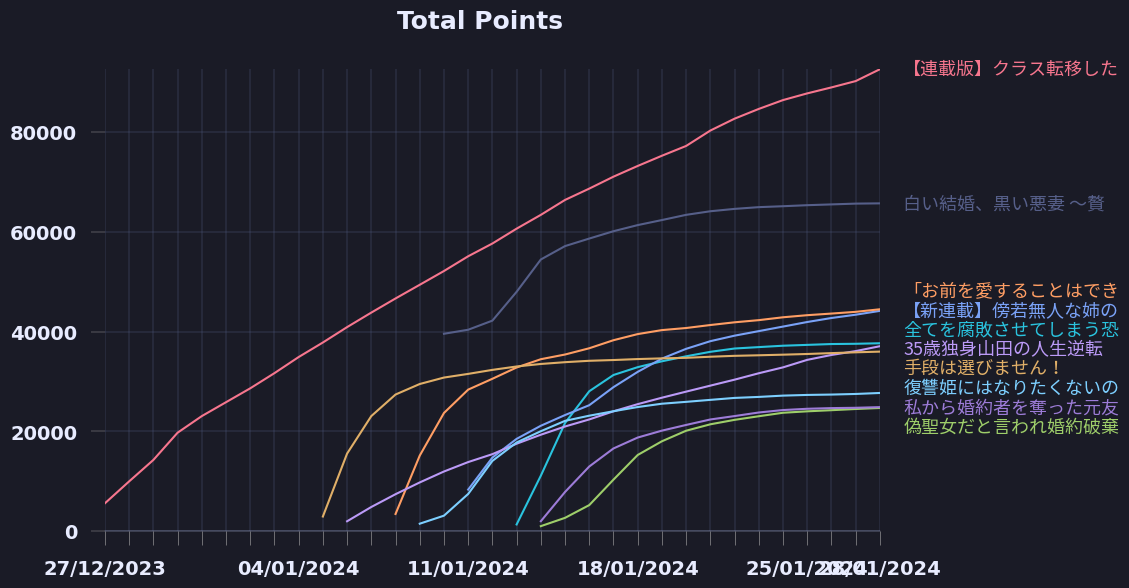 Total Points
【連載版】クラス転移した
80000
白い結婚、黒い悪妻 ～贅
60000
「お前を愛することはでき
【新連載】傍若無人な姉の
40000
全てを腐敗させてしまう恐
35歳独身山田の人生逆転
手段は選びません！
復讐姫にはなりたくないの
私から婚約者を奪った元友
20000
偽聖女だと言われ婚約破棄
0
27/12/2023 04/01/2024 11/01/2024 18/01/2024 25/01/2024 28/01/2024